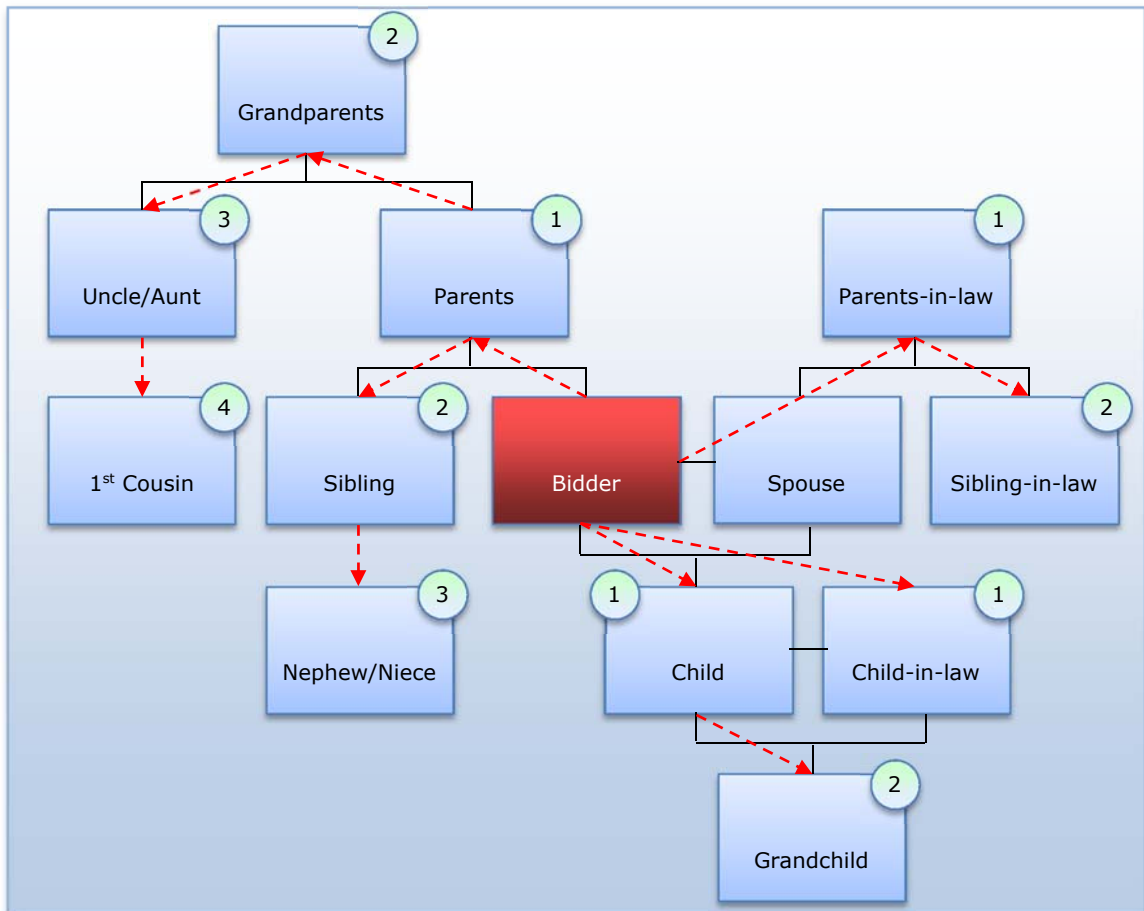 2
Grandparents
3
Uncle/Aunt
1
Parents
1
Parents-in-law
4
1st Cousin
2
Sibling
Bidder
Spouse
2
Sibling-in-law
3
Nephew/Niece
1
Child
1
Child-in-law
2
Grandchild